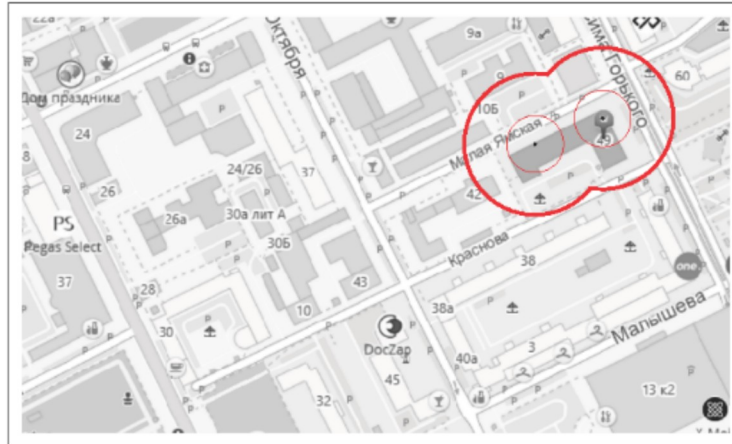 22а
9а
Октября
Дом праздника
9
60
10Б
24
Малая Ямская
49
24/26
37
26
42
PS
26а
30а лит А
Pegas Select
30Б
Краснова
38
37
one
43
28
10
38а
Малышева
30
DocZap
3
40а
45
13 к2
32